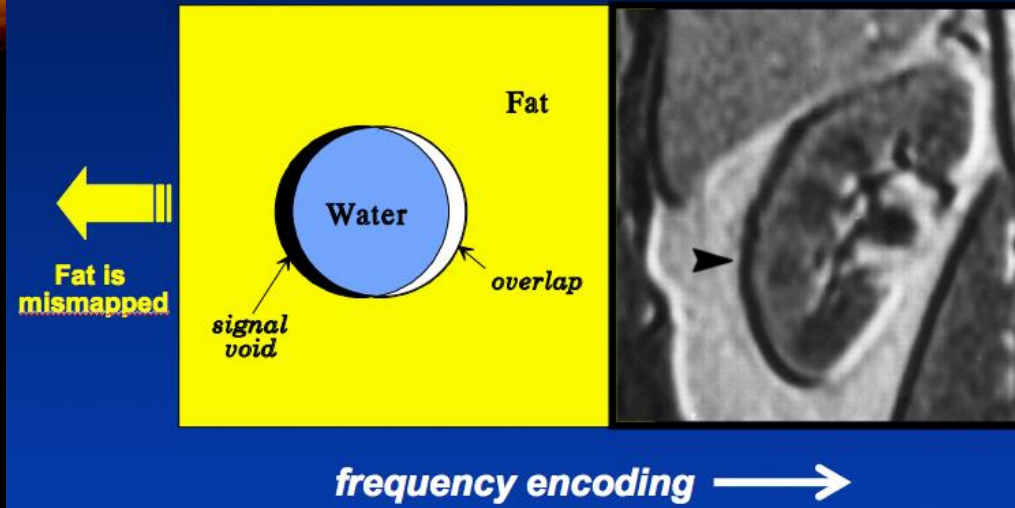 Fat
Water
overlap
signal
void
Fat is
mismapped
frequency encoding